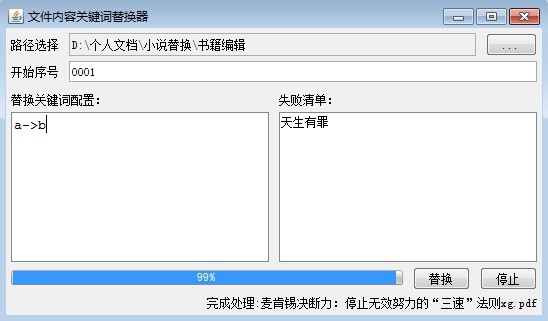 文件内容关键词替换器
路径选择 D:\个人文档\小说替换\书籍编辑 ...
开始序号 0001
替换关键词配置: 失败清单:
a->b 天生有罪
99% 替换 停止
完成处理:麦肯锡决断力: 停止无效努力的“三速”法则xg.pdf